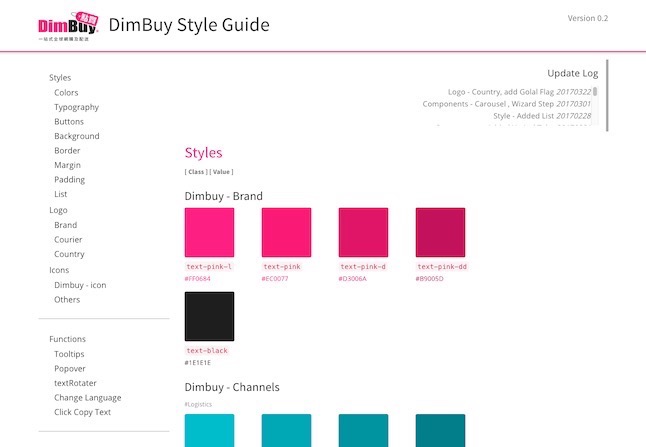 DimBuy
一站式全球網購及配送
DimBuy Style Guide
Version 0.2
Update Log
Logo - Country, add Golal Flag 20170322
Components - Carousel , Wizard Step 20170301
Style - Added List 20170228
Styles
Colors
Typography
Buttons
Background
Border
Margin
Padding
List
Logo
Brand
Courier
Country
Icons
Dimbuy - icon
Others
Functions
Tooltips
Popover
textRotater
Change Language
Click Copy Text
Styles
[ Class ] [ Value ]
Dimbuy - Brand
text-pink-l
text-pink
text-pink-d
text-pink-dd
#FF0684
#EC0077
#D3006A
#B9005D
text-black
#1E1E1E
Dimbuy - Channels
#Logistics